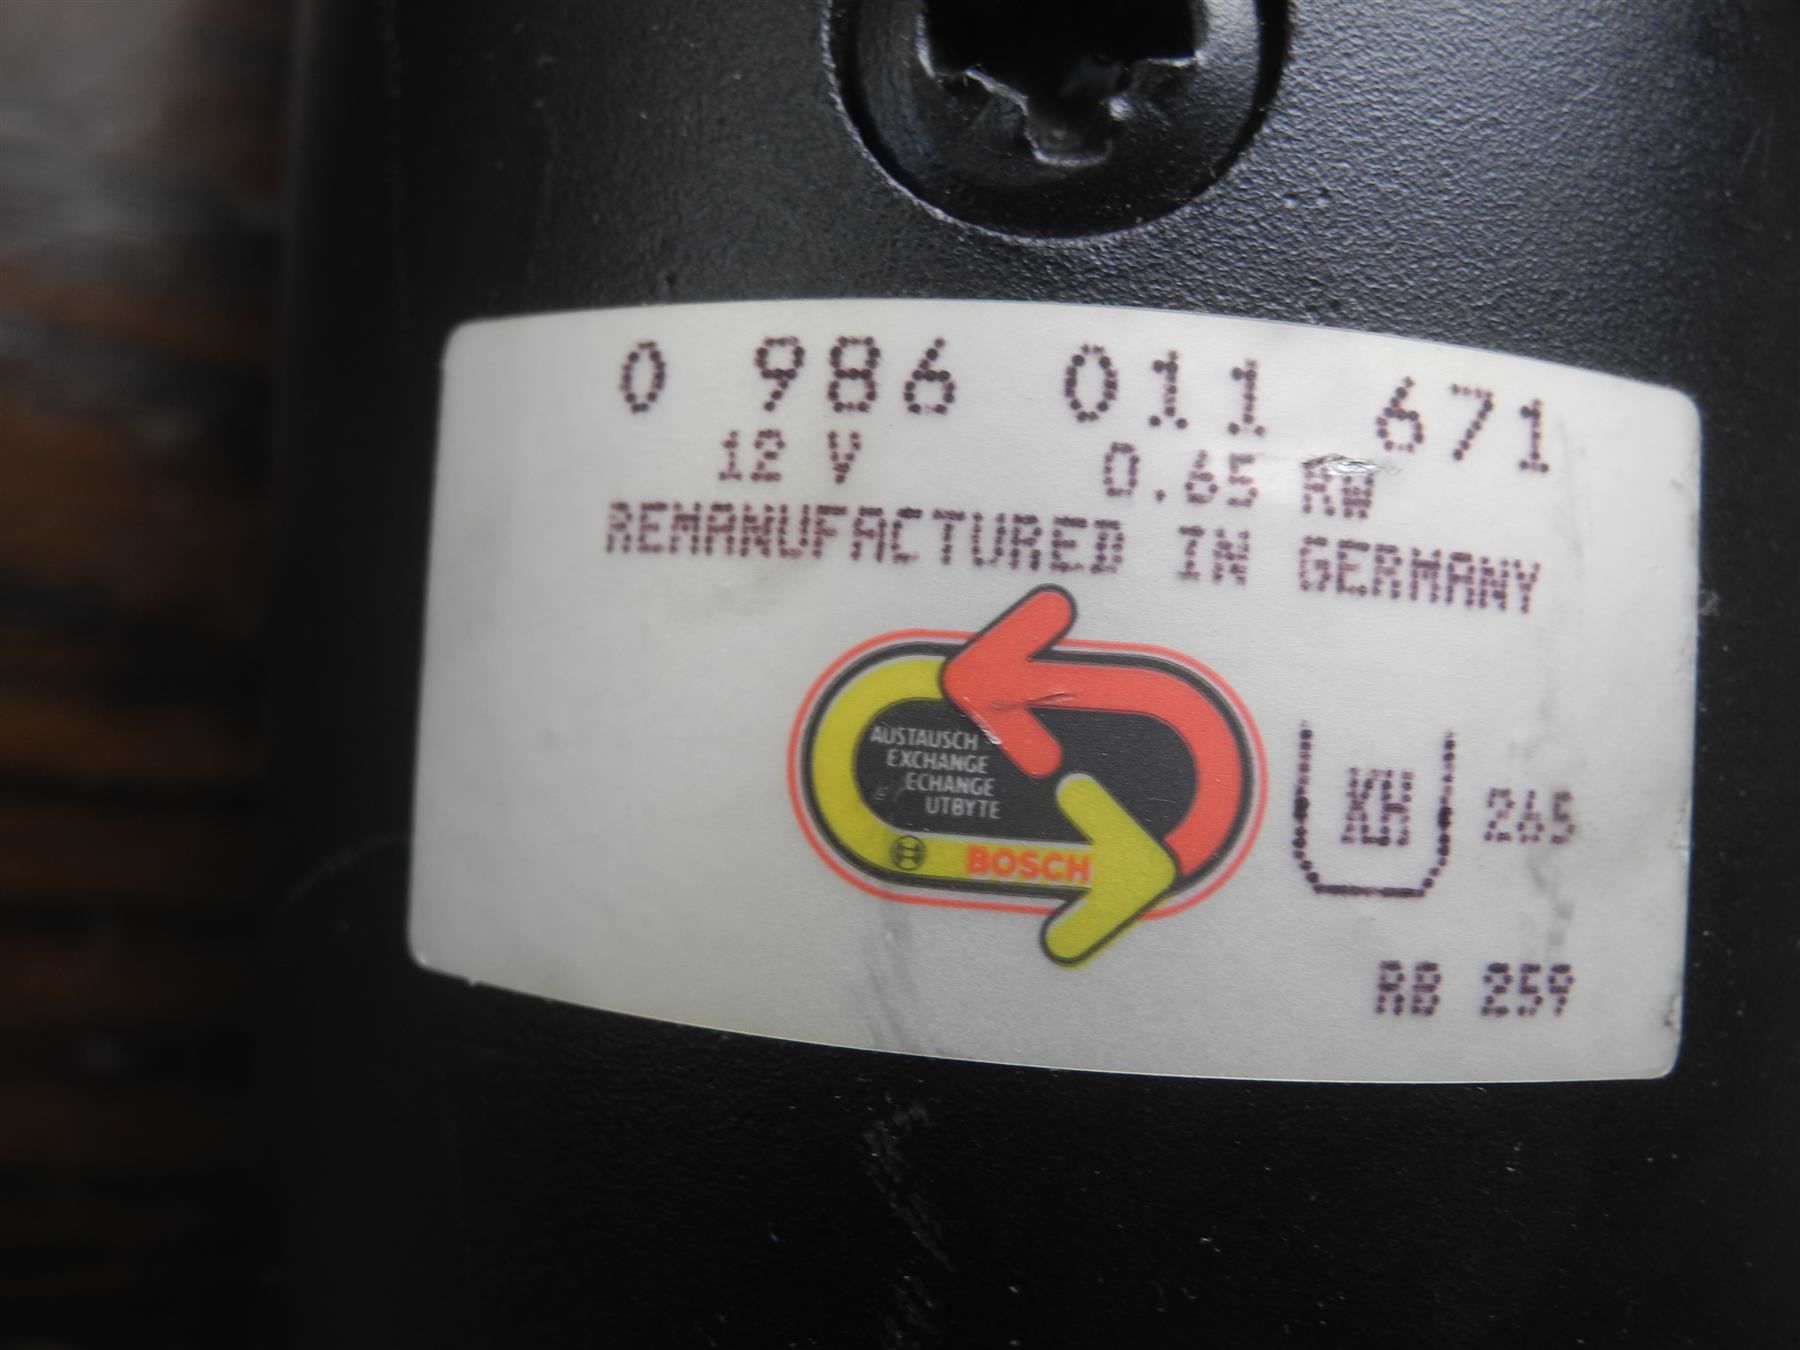 0 986 011 671
12 V 0.65 KW
REMANUFACTURED IN GERMANY
AUSTAUSCH
EXCHANGE
ECHANGE
UTBYTE
BOSCH
265
RB 259